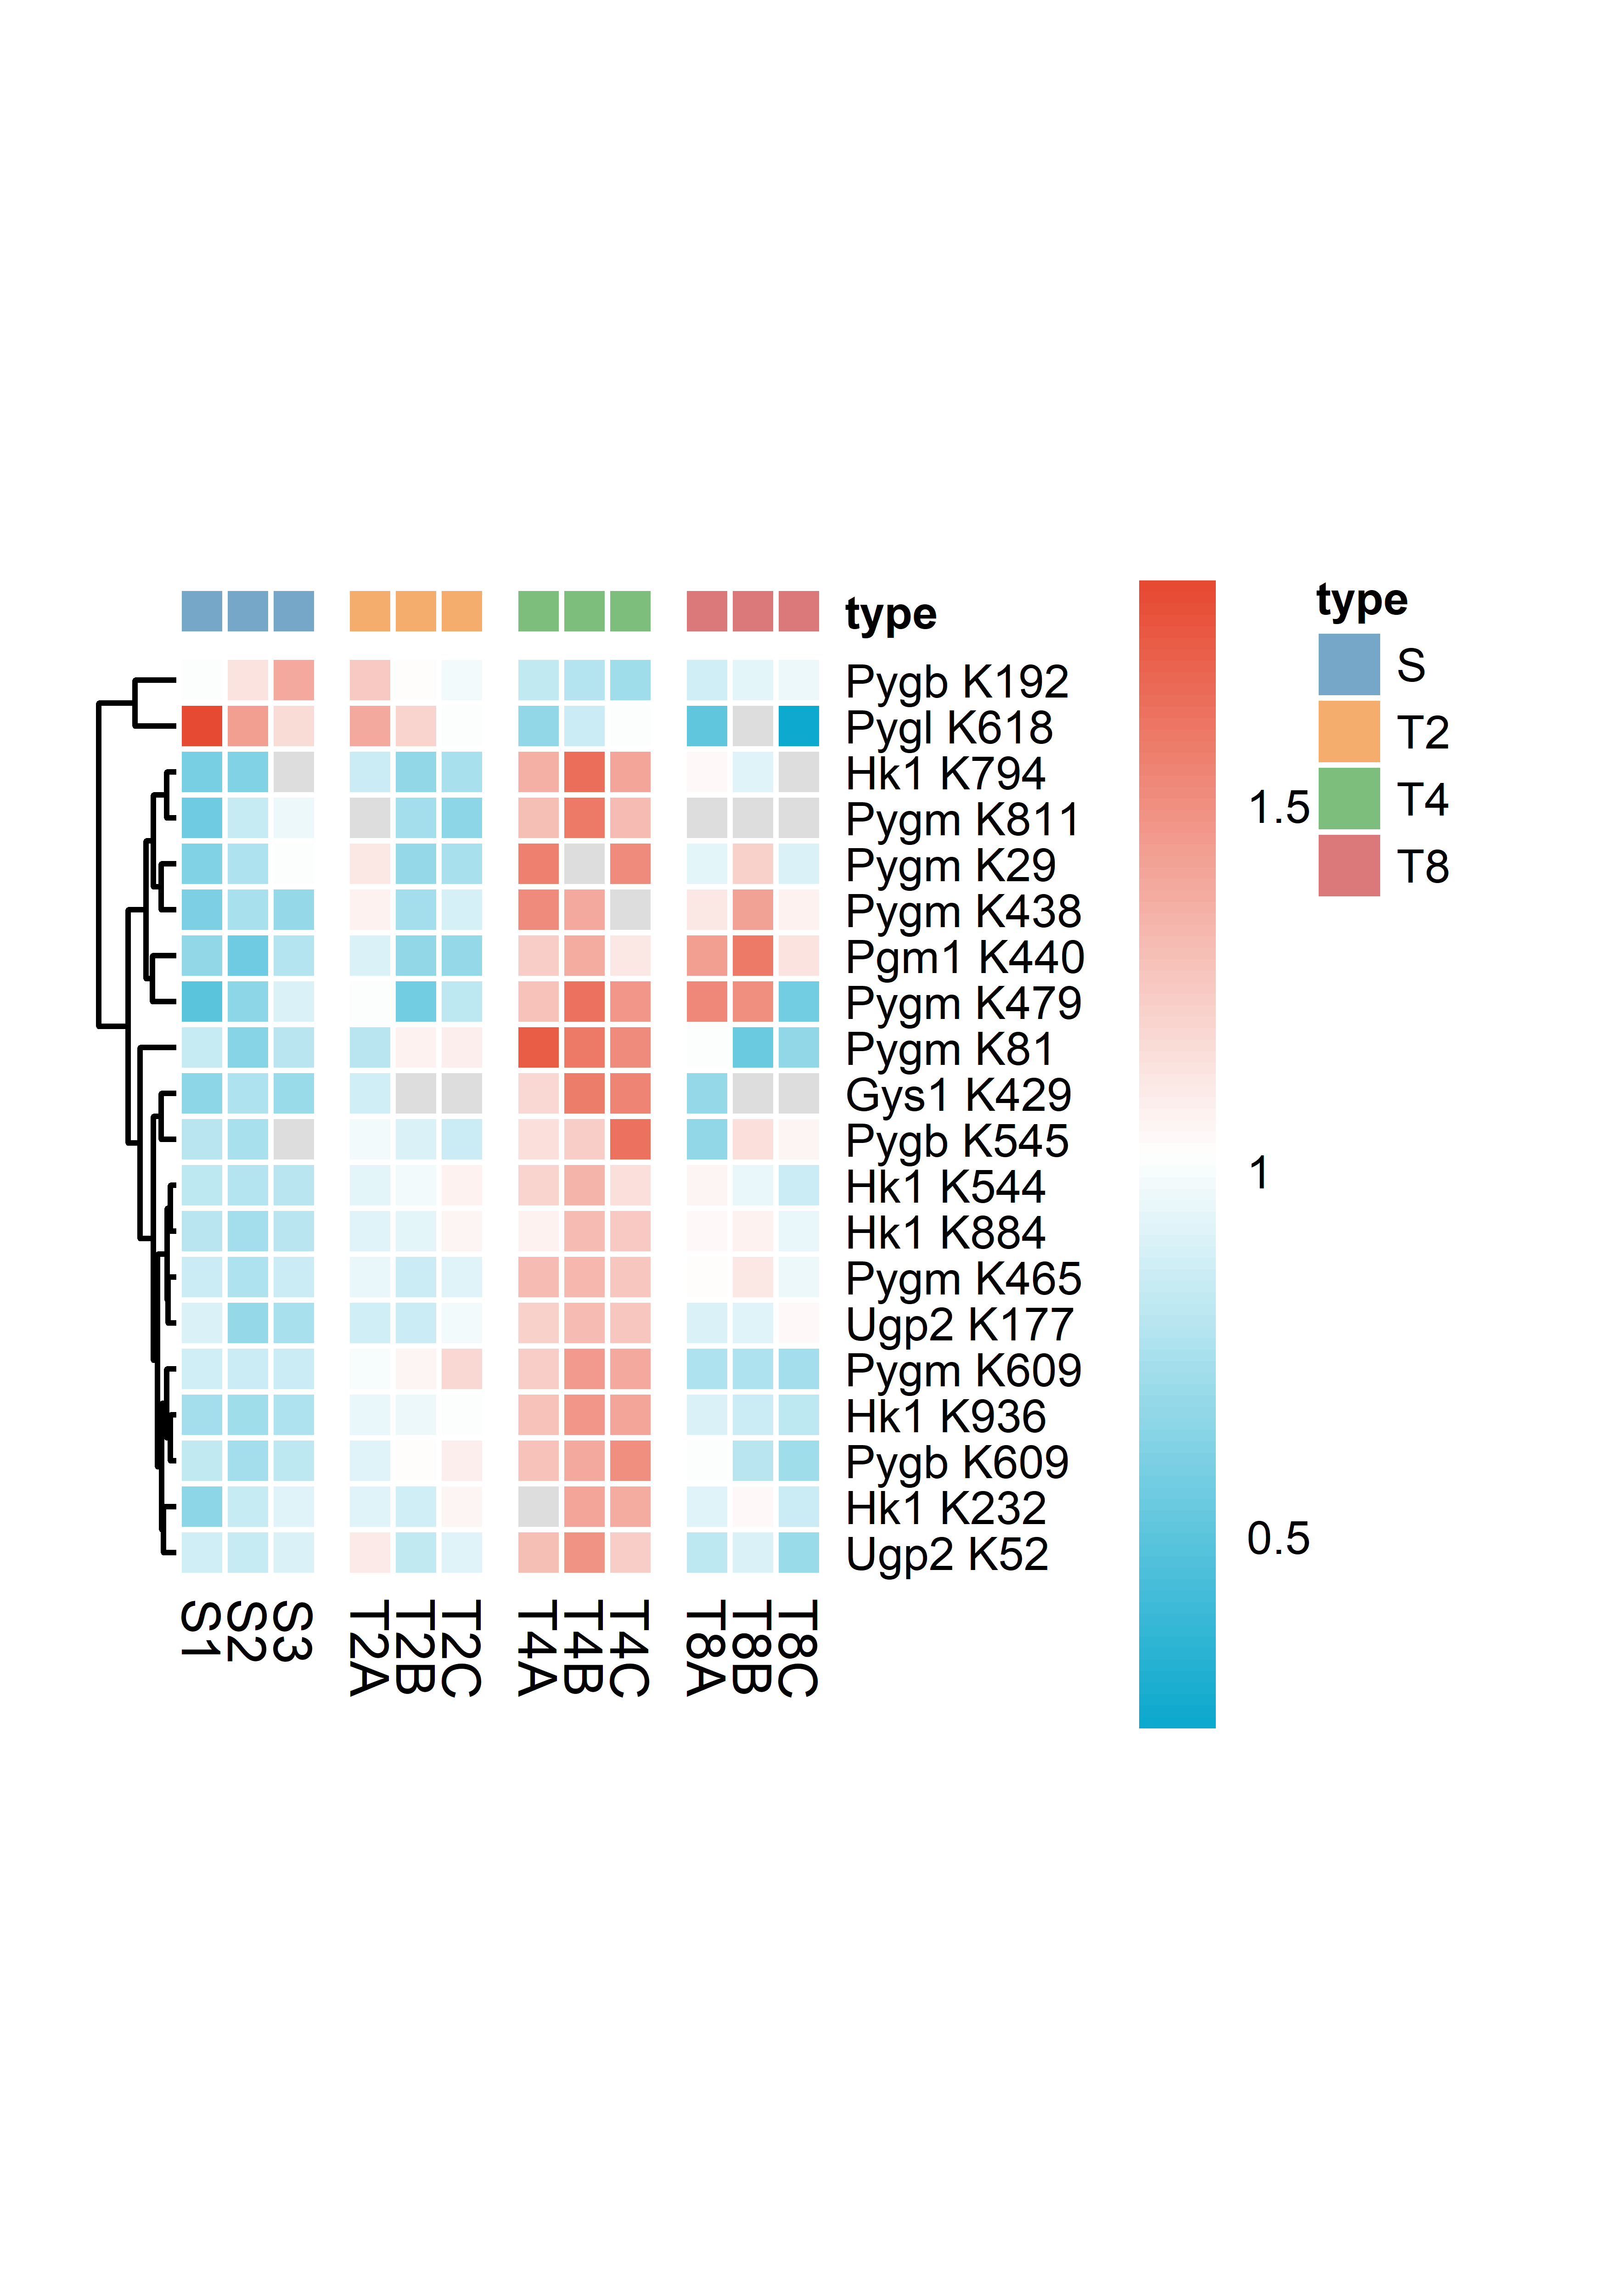 type
Pygb K192
Pygl K618
Hk1 K794
Pygm K811
Pygm K29
Pygm K438
Pgm1 K440
Pygm K479
Pygm K81
Gys1 K429
Pygb K545
Hk1 K544
Hk1 K884
Pygm K465
Ugp2 K177
Pygm K609
Hk1 K936
Pygb K609
Hk1 K232
Ugp2 K52
S1 S2 S3 T2A T2B T2C T4A T4B T4C T8A T8B T8C
1.5
1
0.5
type
S
T2
T4
T8